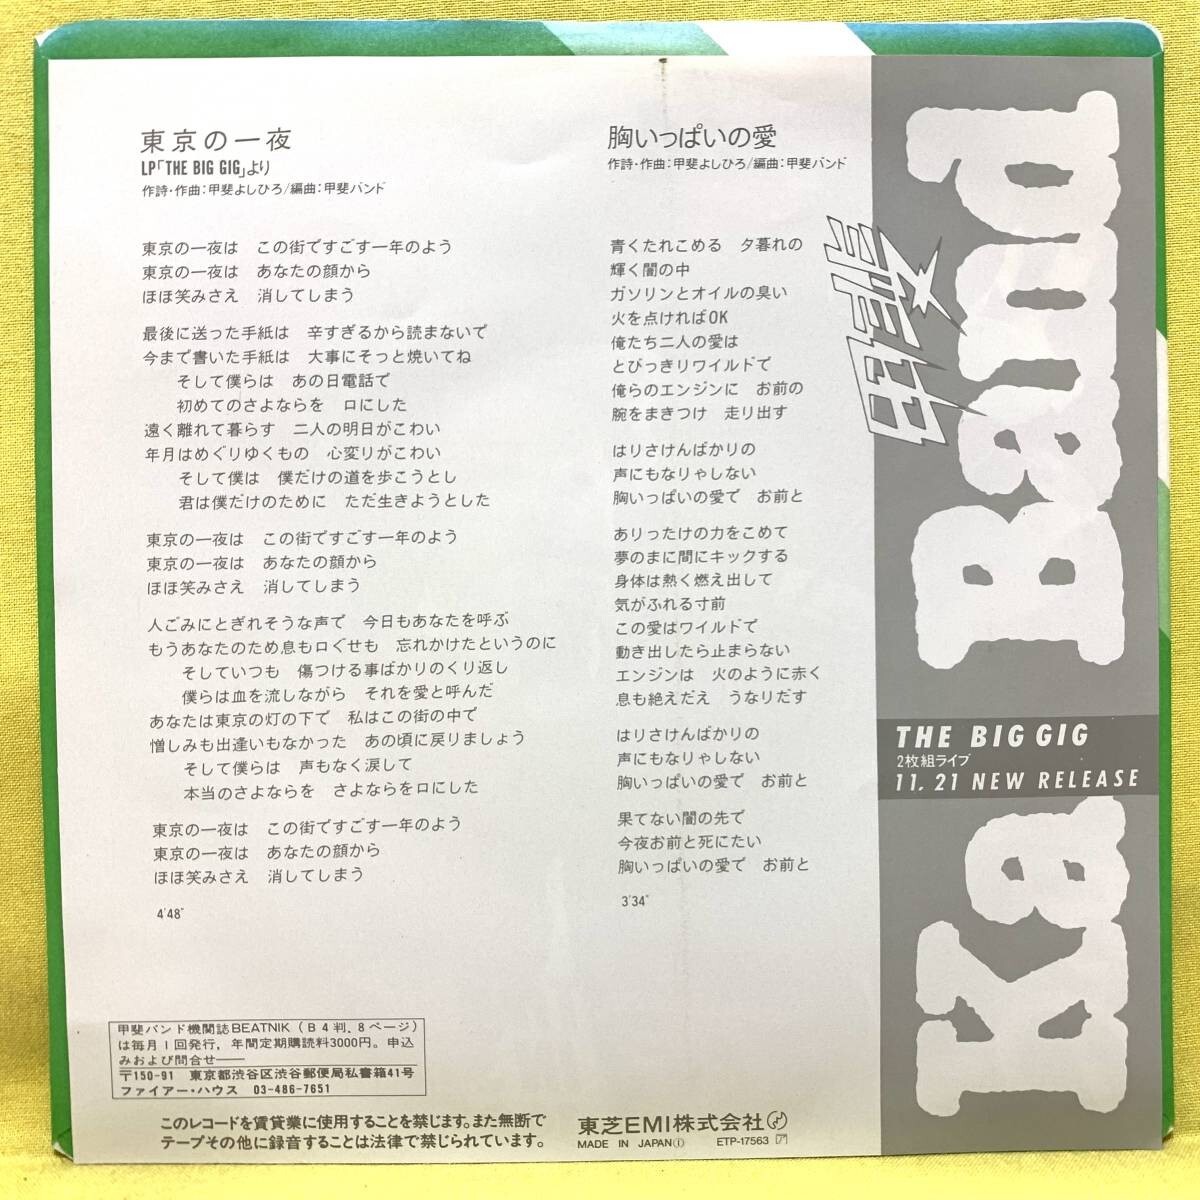 東京の一夜
LP「THE BIG GIG」より
作詩・作曲:甲斐よしひろ/編曲:甲斐バンド
東京の一夜は　この街ですごす一年のよう
東京の一夜は　あなたの顔から
ほほ笑みさえ　消してしまう
最後に送った手紙は　辛すぎるから読まないで
今まで書いた手紙は　大事にそっと焼いてね
そして僕らは　あの日電話で
初めてのさよならを　口にした
遠く離れて暮らす　二人の明日がこわい
年月はめぐりゆくもの　心変りがこわい
そして僕は　僕だけの道を歩こうとし
君は僕だけのために　ただ生きようとした
東京の一夜は　この街ですごす一年のよう
東京の一夜は　あなたの顔から
ほほ笑みさえ　消してしまう
人ごみにとぎれそうな声で　今日もあなたを呼ぶ
もうあなたのため息も口ぐせも　忘れかけたというのに
そしていつも　傷つける事ばかりのくり返し
僕らは血を流しながら　それを愛と呼んだ
あなたは東京の灯の下で　私はこの街の中で
憎しみも出逢いもなかった　あの頃に戻りましょう
そして僕らは　声もなく涙して
本当のさよならを　さよならを口にした
東京の一夜は　この街ですごす一年のよう
東京の一夜は　あなたの顔から
ほほ笑みさえ　消してしまう
4'48"
胸いっぱいの愛
作詩・作曲:甲斐よしひろ/編曲:甲斐バンド
青くたれこめる　夕暮れの
輝く闇の中
ガソリンとオイルの臭い
火を点ければOK
俺たち二人の愛は
とびっきりワイルドで
俺らのエンジンに　お前の
腕をまきつけ　走り出す
はりさけんばかりの
声にもなりゃしない
胸いっぱいの愛で　お前と
ありったけの力をこめて
夢のまに間にキックする
身体は熱く燃え出して
気がふれる寸前
この愛はワイルドで
動き出したら止まらない
エンジンは　火のように赤く
息も絶えだえ　うなりだす
はりさけんばかりの
声にもなりゃしない
胸いっぱいの愛で　お前と
果てない闇の先で
今夜お前と死にたい
胸いっぱいの愛で　お前と
3'34"
甲斐
Kai Band
THE BIG GIG
2枚組ライブ
11. 21 NEW RELEASE
甲斐バンド機関誌BEATNIK(B4判、8ページ)
は毎月1回発行,年間定期購読料3000円。申込
みおよび問合せ──
〒150-91　東京都渋谷区渋谷郵便局私書箱41号
ファイアー・ハウス　03-486-7651
このレコードを賃貸業に使用することを禁じます。また無断で
テープその他に録音することは法律で禁じられています。
東芝EMI株式会社
MADE IN JAPAN ETP-17563